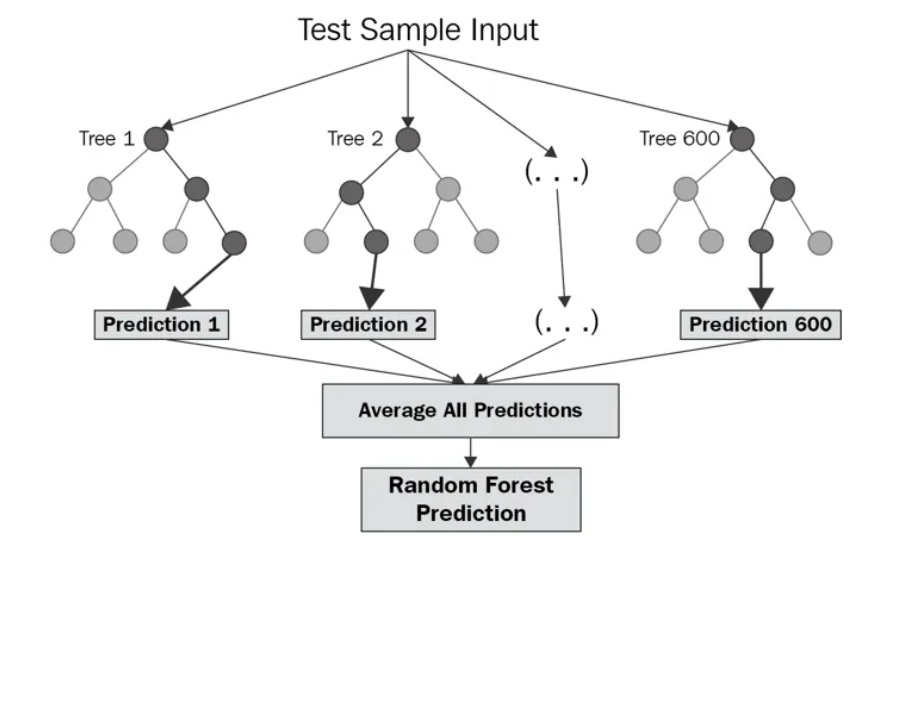 Test Sample Input
Tree 1
Tree 2
(. . .)
Tree 600
Prediction 1
Prediction 2
(. . .)
Prediction 600
Average All Predictions
Random Forest
Prediction